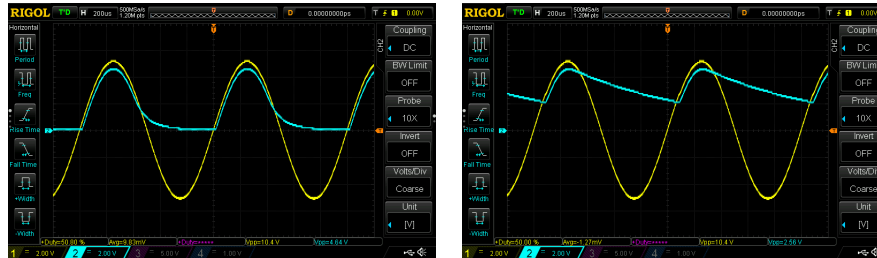 RIGOL T'D H 200us 500MSa/s 1.20M pts D 0.00000000ps T 1 0.00V
Horizontal
Period
Freq
Rise Time
Fall Time
+Width
-Width
CH2
Coupling
DC
BW Limit
OFF
Probe
10X
Invert
OFF
Volts/Div
Coarse
Unit
[V]
+Duty=50.80 % Avg=9.83mV +Duty=***** Vpp=10.4 V Vpp=4.64 V
1 = 2.00 V 2 = 2.00 V 3 = 5.00 V 4 = 1.00 V
RIGOL T'D H 200us 500MSa/s 1.20M pts D 0.00000000ps T 1 0.00V
Horizontal
Period
Freq
Rise Time
Fall Time
+Width
-Width
CH2
Coupling
DC
BW Limit
OFF
Probe
10X
Invert
OFF
Volts/Div
Coarse
Unit
[V]
+Duty=50.00 % Avg=-1.27mV +Duty=***** Vpp=10.4 V Vpp=2.56 V
1 = 2.00 V 2 = 2.00 V 3 = 5.00 V 4 = 1.00 V